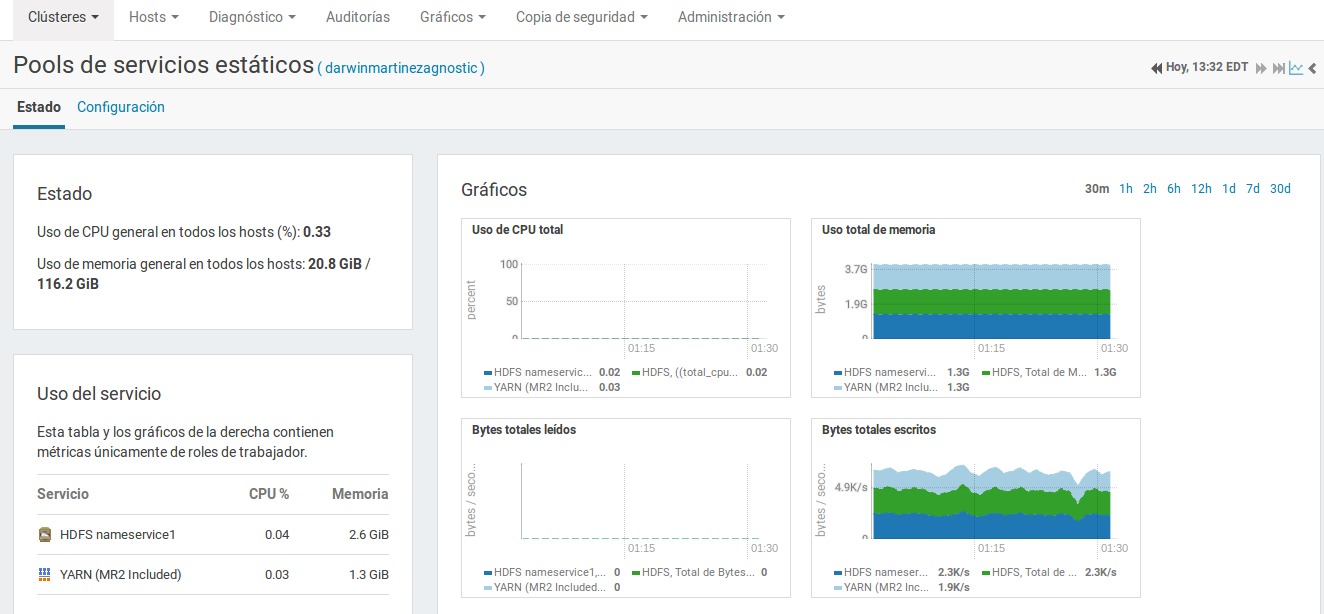 Clústeres Hosts Diagnóstico Auditorías Gráficos Copia de seguridad Administración
Pools de servicios estáticos ( darwinmartinezagnostic )
Hoy, 13:32 EDT
Estado Configuración
Estado
Uso de CPU general en todos los hosts (%): 0.33
Uso de memoria general en todos los hosts: 20.8 GiB /
116.2 GiB
Uso del servicio
Esta tabla y los gráficos de la derecha contienen
métricas únicamente de roles de trabajador.
Servicio CPU % Memoria
HDFS nameservice1 0.04 2.6 GiB
YARN (MR2 Included) 0.03 1.3 GiB
Gráficos
30m 1h 2h 6h 12h 1d 7d 30d
Uso de CPU total
percent
100
50
0
01:15 01:30
HDFS nameservic... 0.02 HDFS, ((total_cpu... 0.02
YARN (MR2 Inclu... 0.03
Uso total de memoria
bytes
3.7G
1.9G
0
01:15 01:30
HDFS nameservi... 1.3G HDFS, Total de M... 1.3G
YARN (MR2 Inclu... 1.3G
Bytes totales leídos
bytes / seco...
01:15 01:30
HDFS nameservice1,... 0 HDFS, Total de Bytes... 0
YARN (MR2 Included... 0
Bytes totales escritos
bytes / seco...
4.9K/s
0
01:15 01:30
HDFS nameser... 2.3K/s HDFS, Total de ... 2.3K/s
YARN (MR2 Inc... 1.9K/s